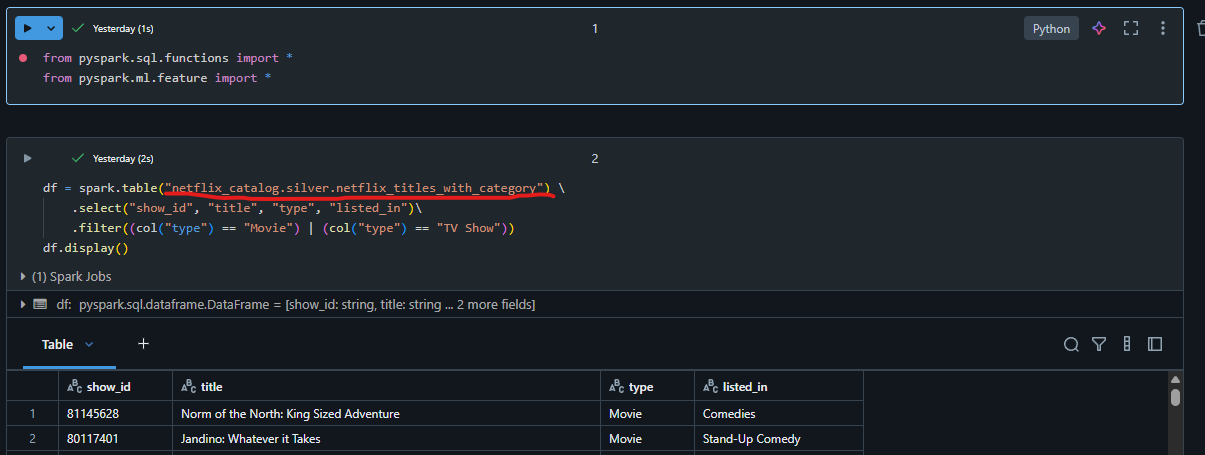 Yesterday (1s)
1
Python
from pyspark.sql.functions import *
from pyspark.ml.feature import *
Yesterday (2s)
2
df = spark.table("netflix_catalog.silver.netflix_titles_with_category") \
.select("show_id", "title", "type", "listed_in")\
.filter((col("type") == "Movie") | (col("type") == "TV Show"))
df.display()
(1) Spark Jobs
df: pyspark.sql.dataframe.DataFrame = [show_id: string, title: string ... 2 more fields]
Table +
ABC show_id ABC title ABC type ABC listed_in
1 81145628 Norm of the North: King Sized Adventure Movie Comedies
2 80117401 Jandino: Whatever it Takes Movie Stand-Up Comedy